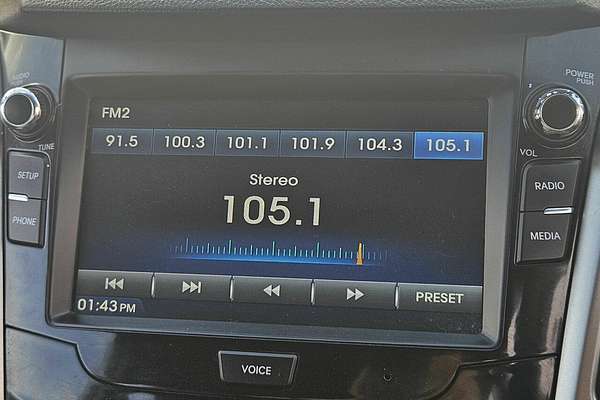 AUDIO
TUNE
SETUP
PHONE
FM2
91.5 100.3 101.1 101.9 104.3 105.1
Stereo
105.1
PRESET
01:43 PM
VOICE
POWER
PUSH
VOL
RADIO
MEDIA